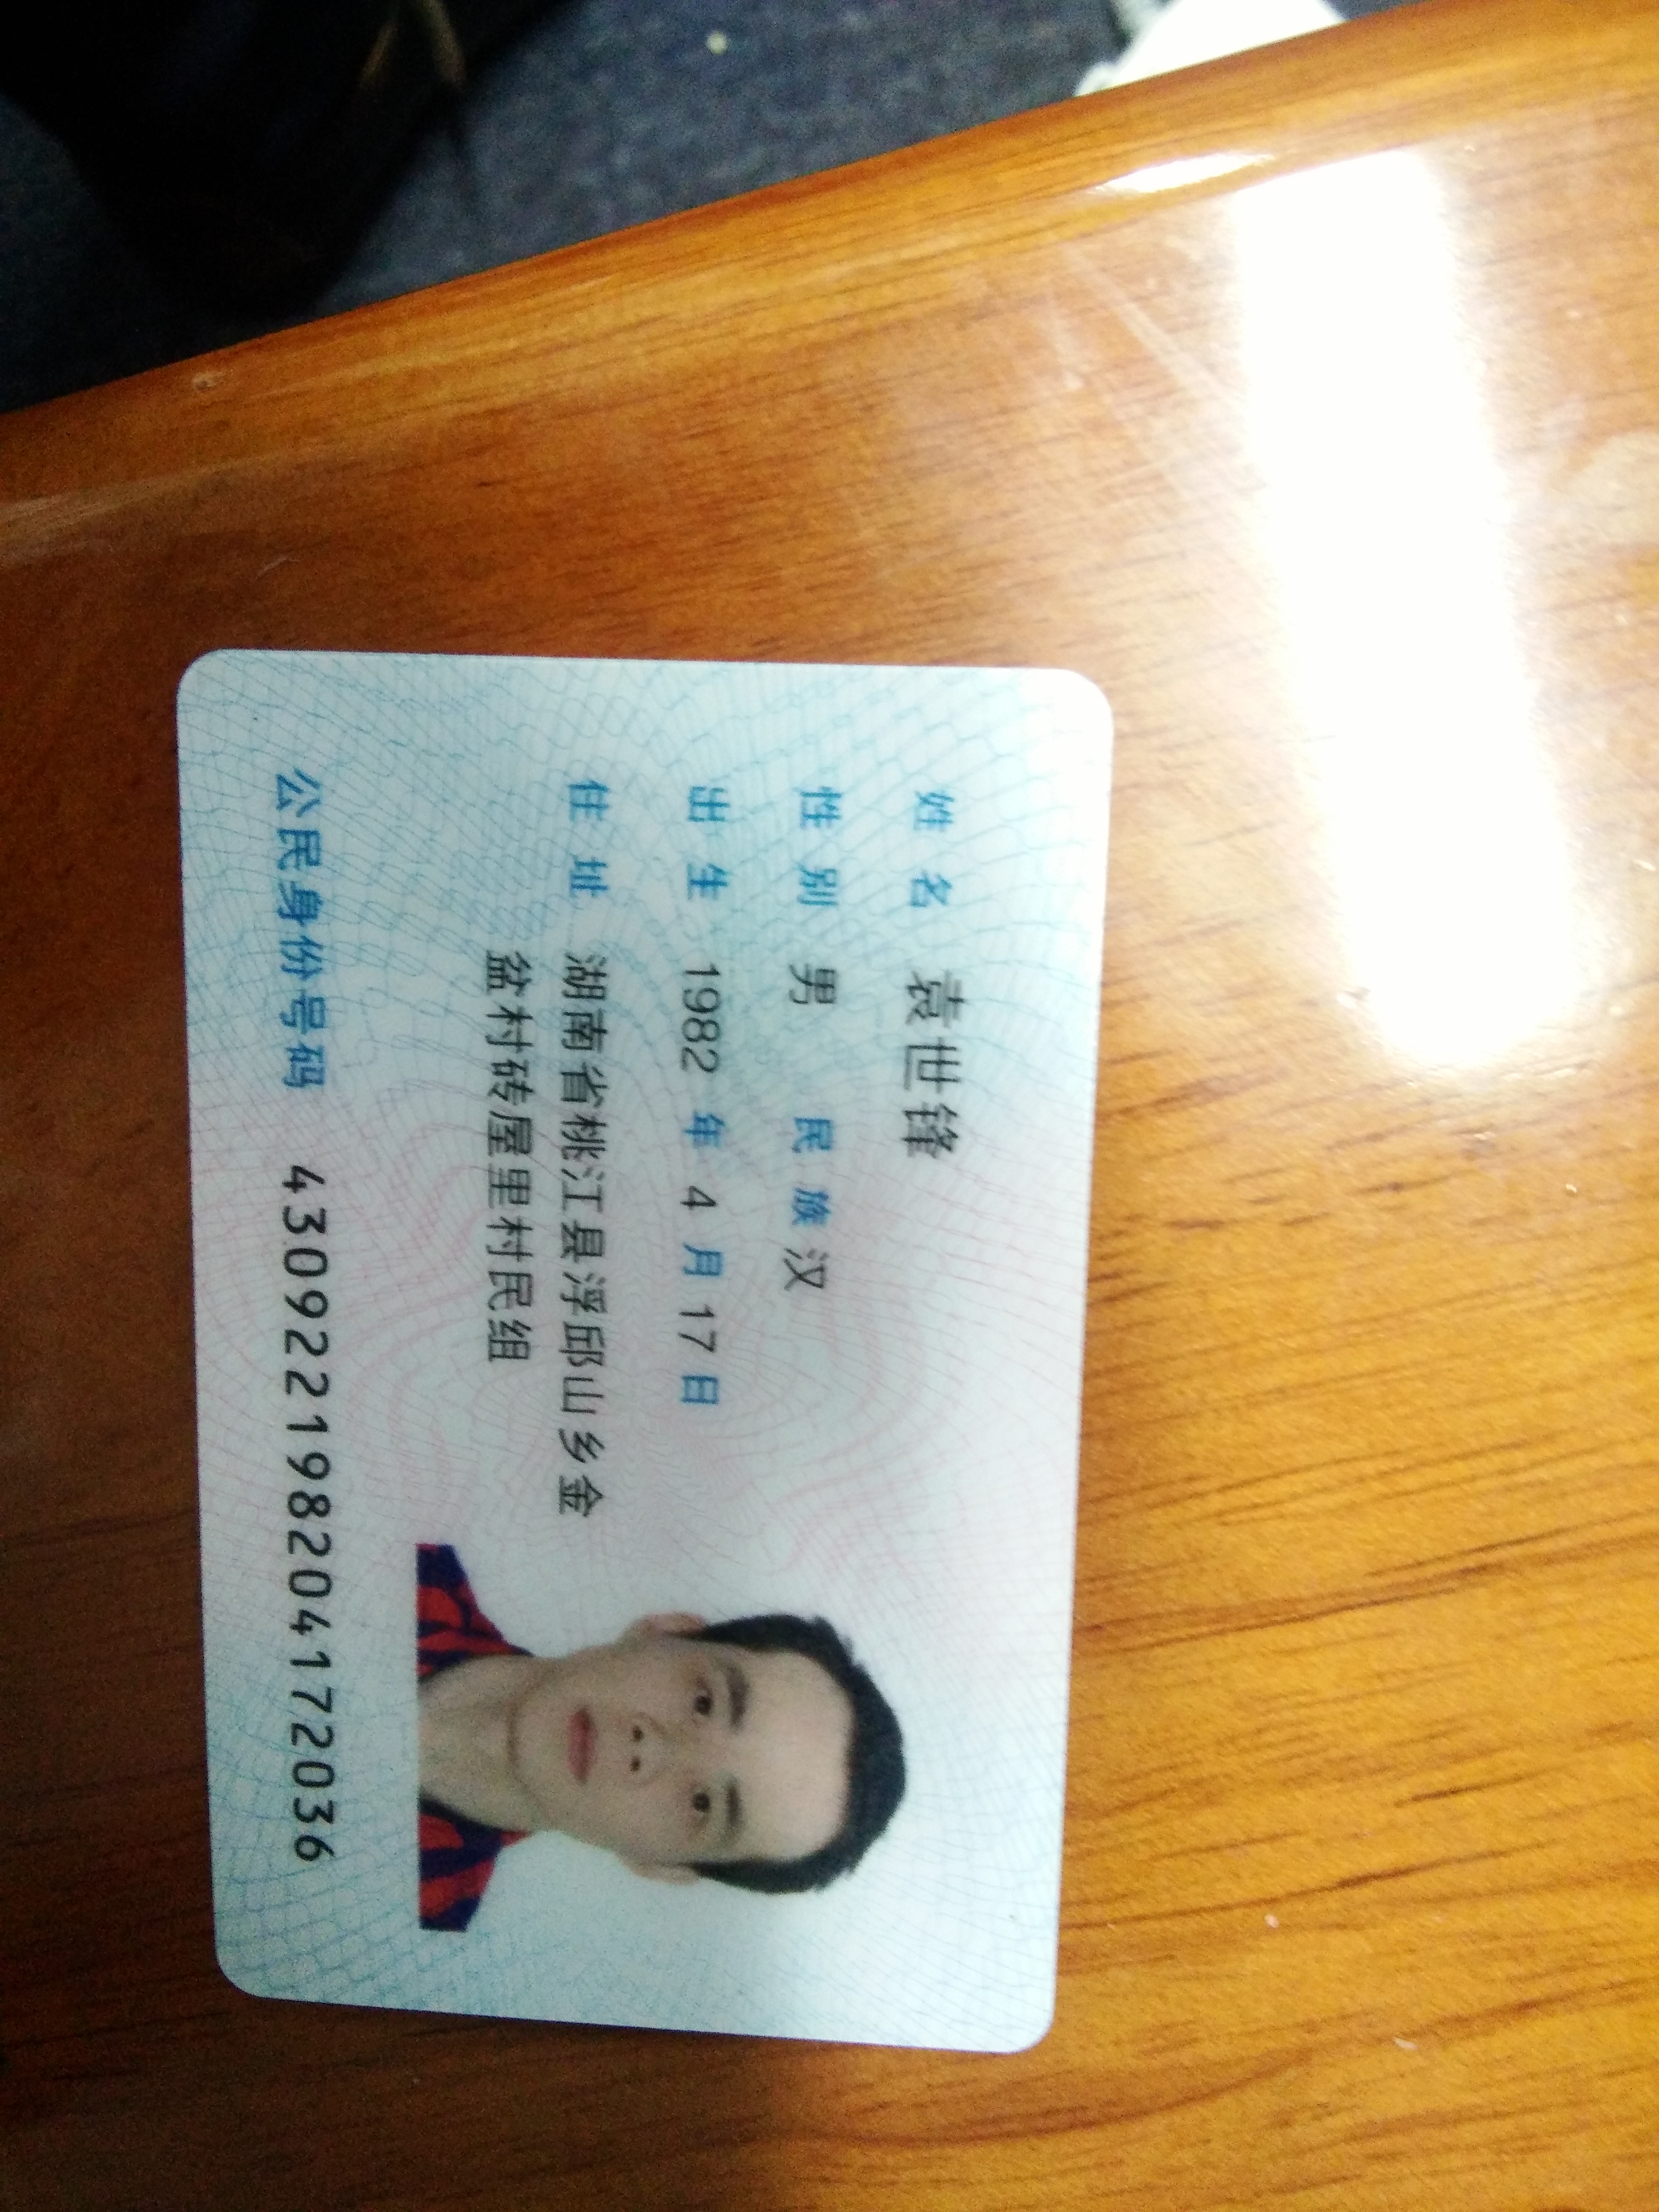 姓名 袁世锋
性别 男 民族 汉
出生 1982 年 4 月 17 日
住址 湖南省桃江县浮邱山乡金
盆村砖屋里村民组
公民身份号码 430922198204172036